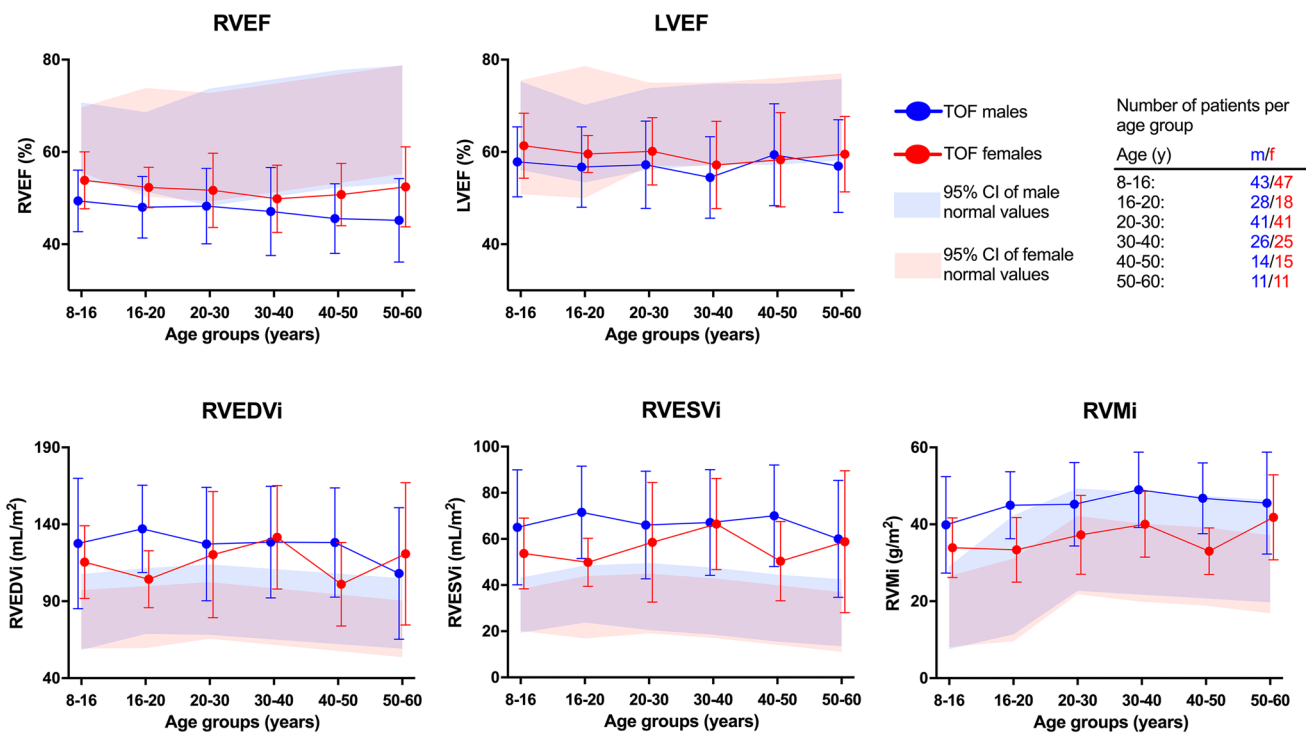 RVEF
80
60
40
RVEF (%)
8-16 16-20 20-30 30-40 40-50 50-60
Age groups (years)
LVEF
80
60
40
LVEF (%)
8-16 16-20 20-30 30-40 40-50 50-60
Age groups (years)
TOF males
TOF females
95% CI of male
normal values
95% CI of female
normal values
Number of patients per
age group
Age (y) m/f
8-16: 43/47
16-20: 28/18
20-30: 41/41
30-40: 26/25
40-50: 14/15
50-60: 11/11
RVEDVi
190
140
90
40
RVEDVi (mL/m²)
8-16 16-20 20-30 30-40 40-50 50-60
Age groups (years)
RVESVi
100
80
60
40
20
0
RVESVi (mL/m²)
8-16 16-20 20-30 30-40 40-50 50-60
Age groups (years)
RVMi
60
40
20
0
RVMi (g/m²)
8-16 16-20 20-30 30-40 40-50 50-60
Age groups (years)